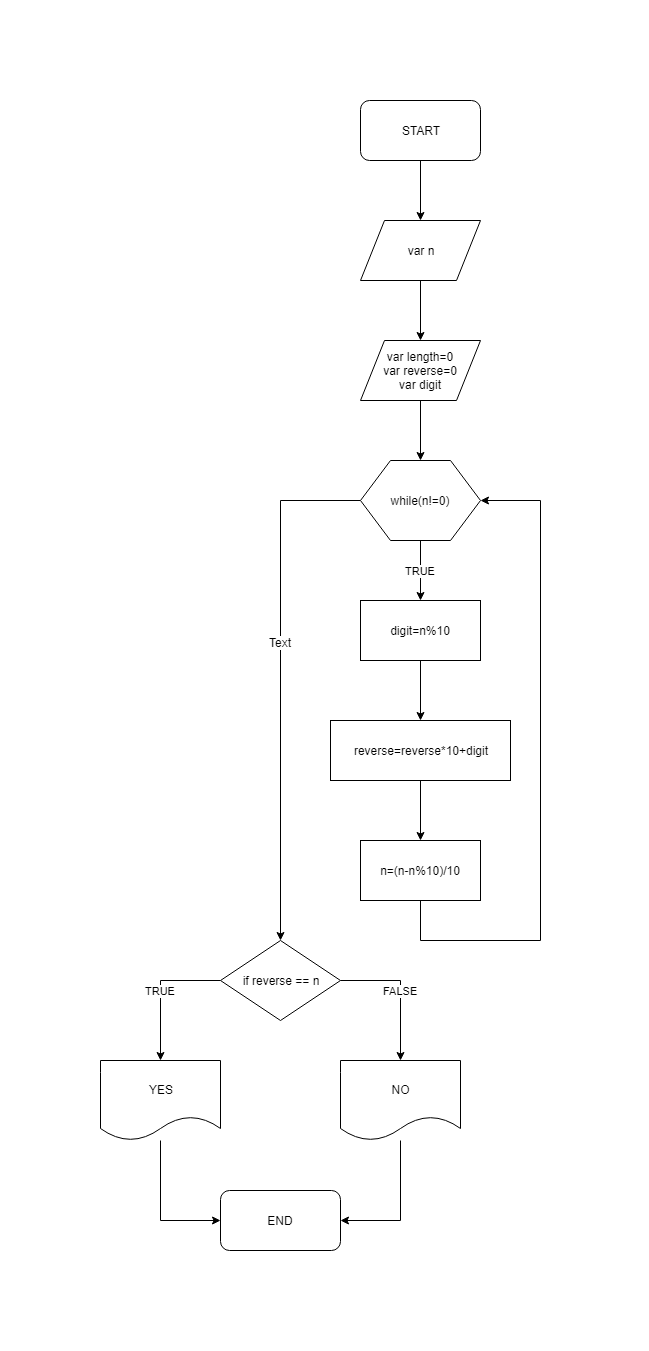 START
var n
var length=0
var reverse=0
var digit
while(n!=0)
TRUE
digit=n%10
Text
reverse=reverse*10+digit
n=(n-n%10)/10
if reverse == n
TRUE
FALSE
YES
NO
END